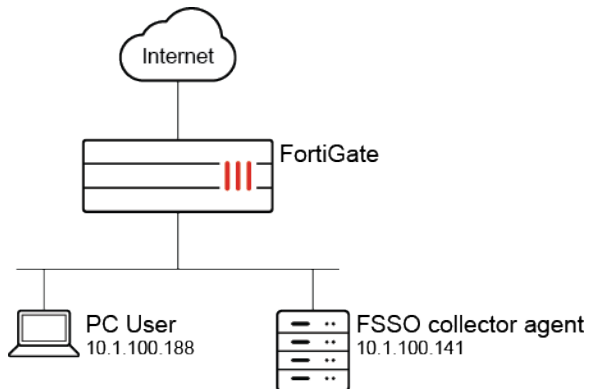 Internet
FortiGate
PC User
10.1.100.188
FSSO collector agent
10.1.100.141